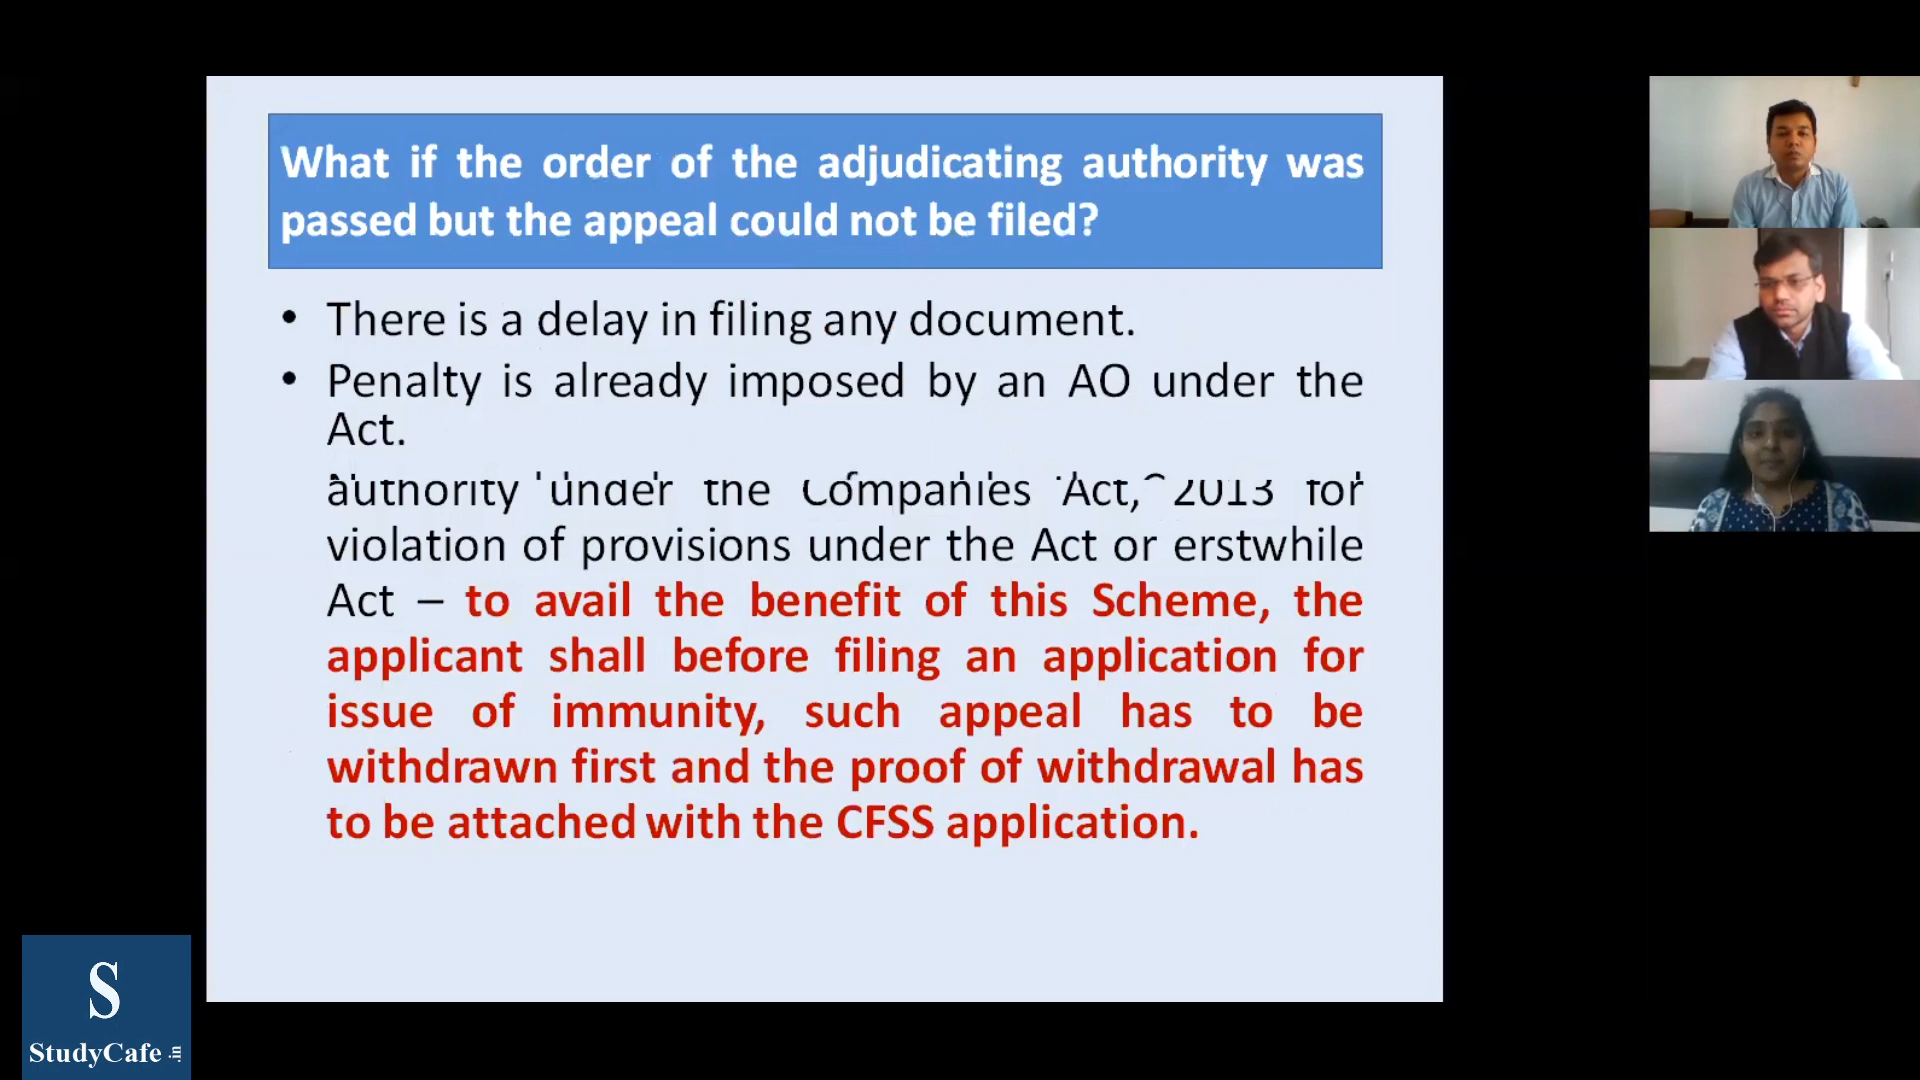 What if the order of the adjudicating authority was
passed but the appeal could not be filed?
• There is a delay in filing any document.
• Penalty is already imposed by an AO under the
Act.
authority under the Companies Act, 2013 for
violation of provisions under the Act or erstwhile
Act – to avail the benefit of this Scheme, the
applicant shall before filing an application for
issue of immunity, such appeal has to be
withdrawn first and the proof of withdrawal has
to be attached with the CFSS application.
S
StudyCafe.in